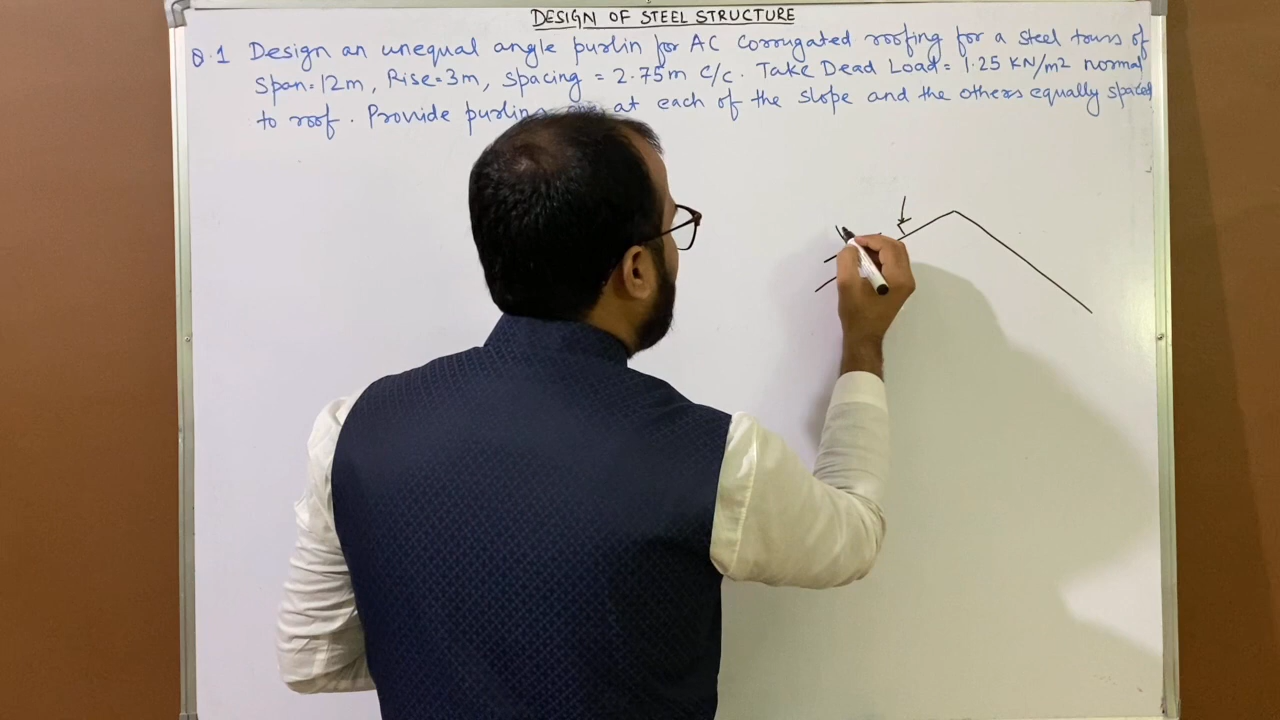 DESIGN OF STEEL STRUCTURE
Q.1 Design an unequal angle purlin for AC Corrugated roofing for a steel truss of
Span=12m, Rise=3m, spacing = 2.75m C/C. Take Dead Load= 1.25 KN/m2 normal
to roof. Provide purlins at each of the slope and the others equally spaced